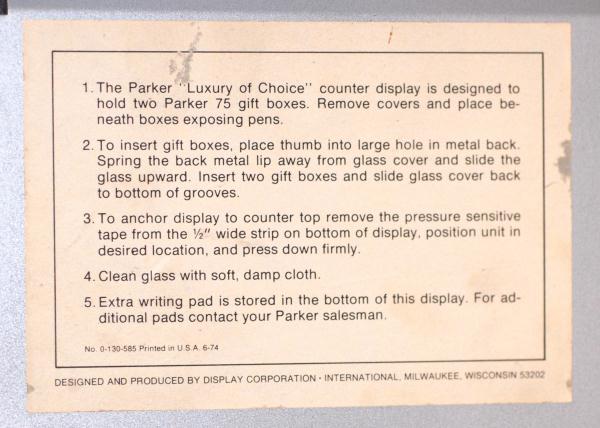 1. The Parker "Luxury of Choice" counter display is designed to
hold two Parker 75 gift boxes. Remove covers and place be-
neath boxes exposing pens.
2. To insert gift boxes, place thumb into large hole in metal back.
Spring the back metal lip away from glass cover and slide the
glass upward. Insert two gift boxes and slide glass cover back
to bottom of grooves.
3. To anchor display to counter top remove the pressure sensitive
tape from the ½" wide strip on bottom of display, position unit in
desired location, and press down firmly.
4. Clean glass with soft, damp cloth.
5. Extra writing pad is stored in the bottom of this display. For ad-
ditional pads contact your Parker salesman.
No. 0-130-585 Printed in U.S.A. 6-74
DESIGNED AND PRODUCED BY DISPLAY CORPORATION · INTERNATIONAL, MILWAUKEE, WISCONSIN 53202